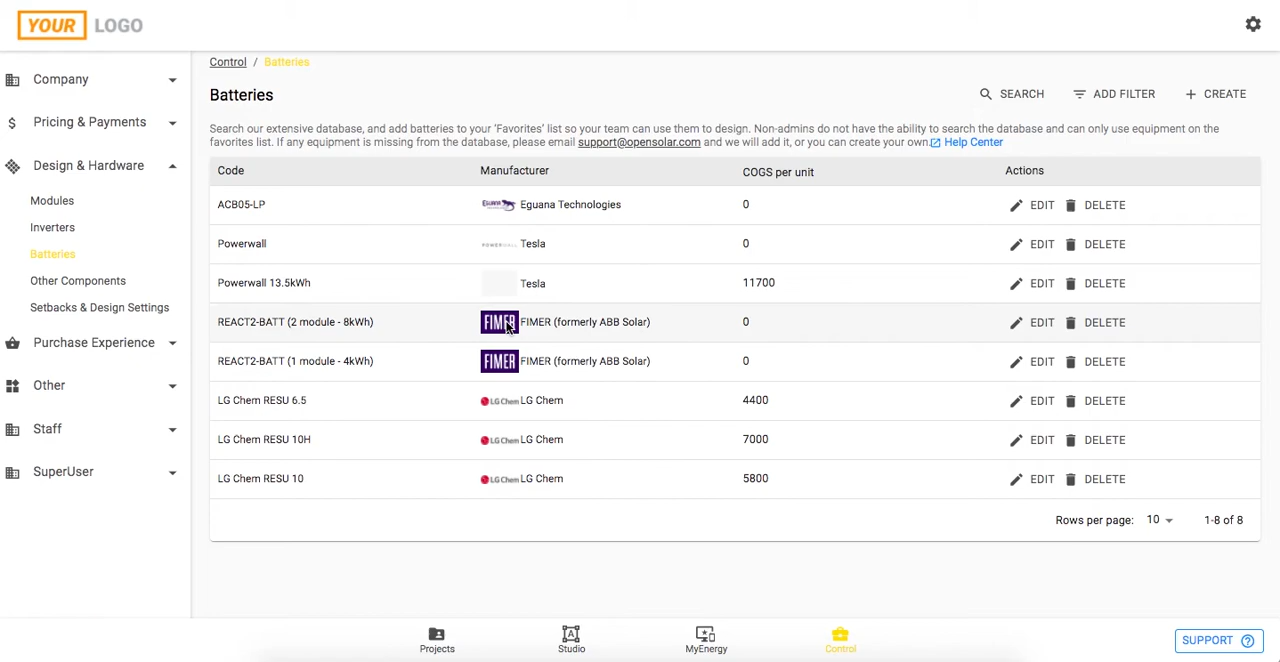 YOUR LOGO
Company
Pricing & Payments
Design & Hardware
Modules
Inverters
Batteries
Other Components
Setbacks & Design Settings
Purchase Experience
Other
Staff
SuperUser
Control / Batteries
Batteries
SEARCH ADD FILTER CREATE
Search our extensive database, and add batteries to your 'Favorites' list so your team can use them to design. Non-admins do not have the ability to search the database and can only use equipment on the
favorites list. If any equipment is missing from the database, please email support@opensolar.com and we will add it, or you can create your own. Help Center
Code Manufacturer COGS per unit Actions
ACB05-LP EGUANA Eguana Technologies 0 EDIT DELETE
Powerwall POWERWALL Tesla 0 EDIT DELETE
Powerwall 13.5kWh Tesla 11700 EDIT DELETE
REACT2-BATT (2 module - 8kWh) FIMER FIMER (formerly ABB Solar) 0 EDIT DELETE
REACT2-BATT (1 module - 4kWh) FIMER FIMER (formerly ABB Solar) 0 EDIT DELETE
LG Chem RESU 6.5 LG Chem LG Chem 4400 EDIT DELETE
LG Chem RESU 10H LG Chem LG Chem 7000 EDIT DELETE
LG Chem RESU 10 LG Chem LG Chem 5800 EDIT DELETE
Rows per page: 10 1-8 of 8
Projects Studio MyEnergy Control
SUPPORT